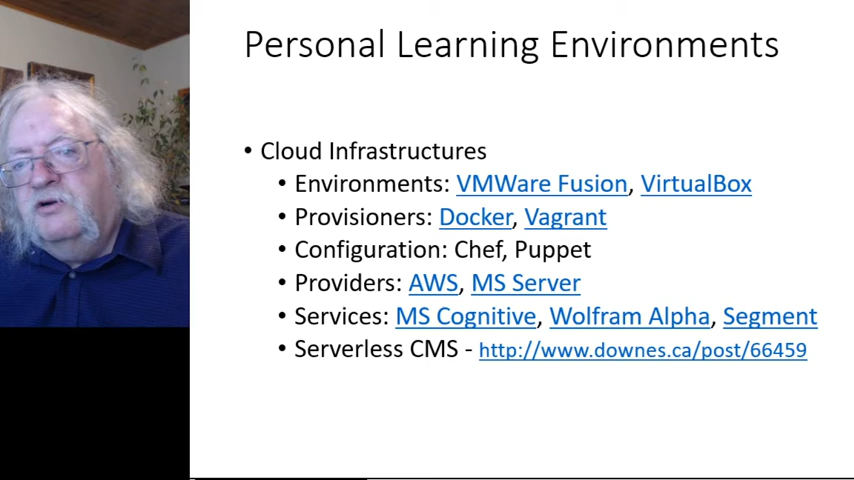 Personal Learning Environments
• Cloud Infrastructures
• Environments: VMWare Fusion, VirtualBox
• Provisioners: Docker, Vagrant
• Configuration: Chef, Puppet
• Providers: AWS, MS Server
• Services: MS Cognitive, Wolfram Alpha, Segment
• Serverless CMS - http://www.downes.ca/post/66459